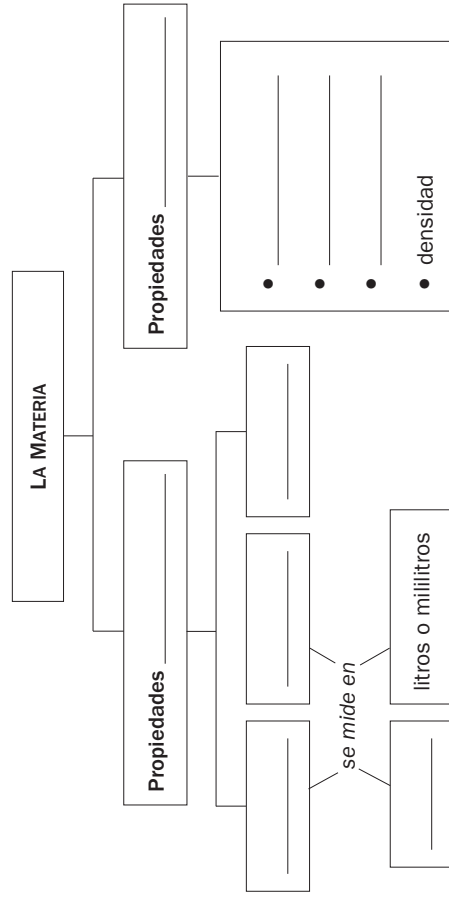 LA MATERIA
Propiedades
Propiedades
se mide en
litros o mililitros
densidad